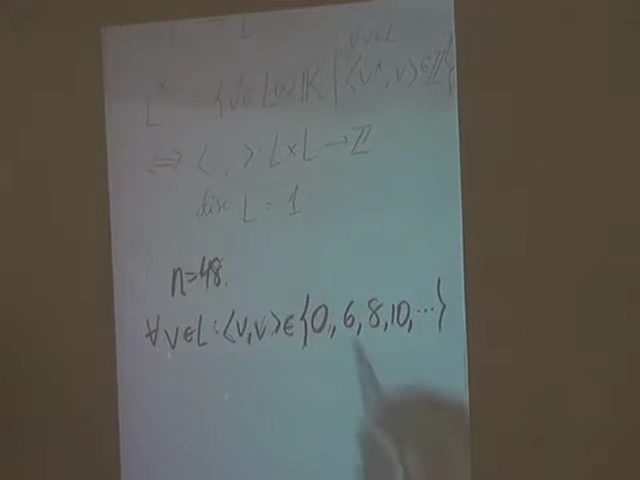 L* {v* ∈ L⊗ℝ | ⟨v*, v⟩ ∈ ℤ}
∀v∈L
⟺ ⟨ , ⟩: L×L → ℤ
disc L = 1
n=48.
∀v∈L: ⟨v,v⟩∈{0, 6, 8, 10, ...}